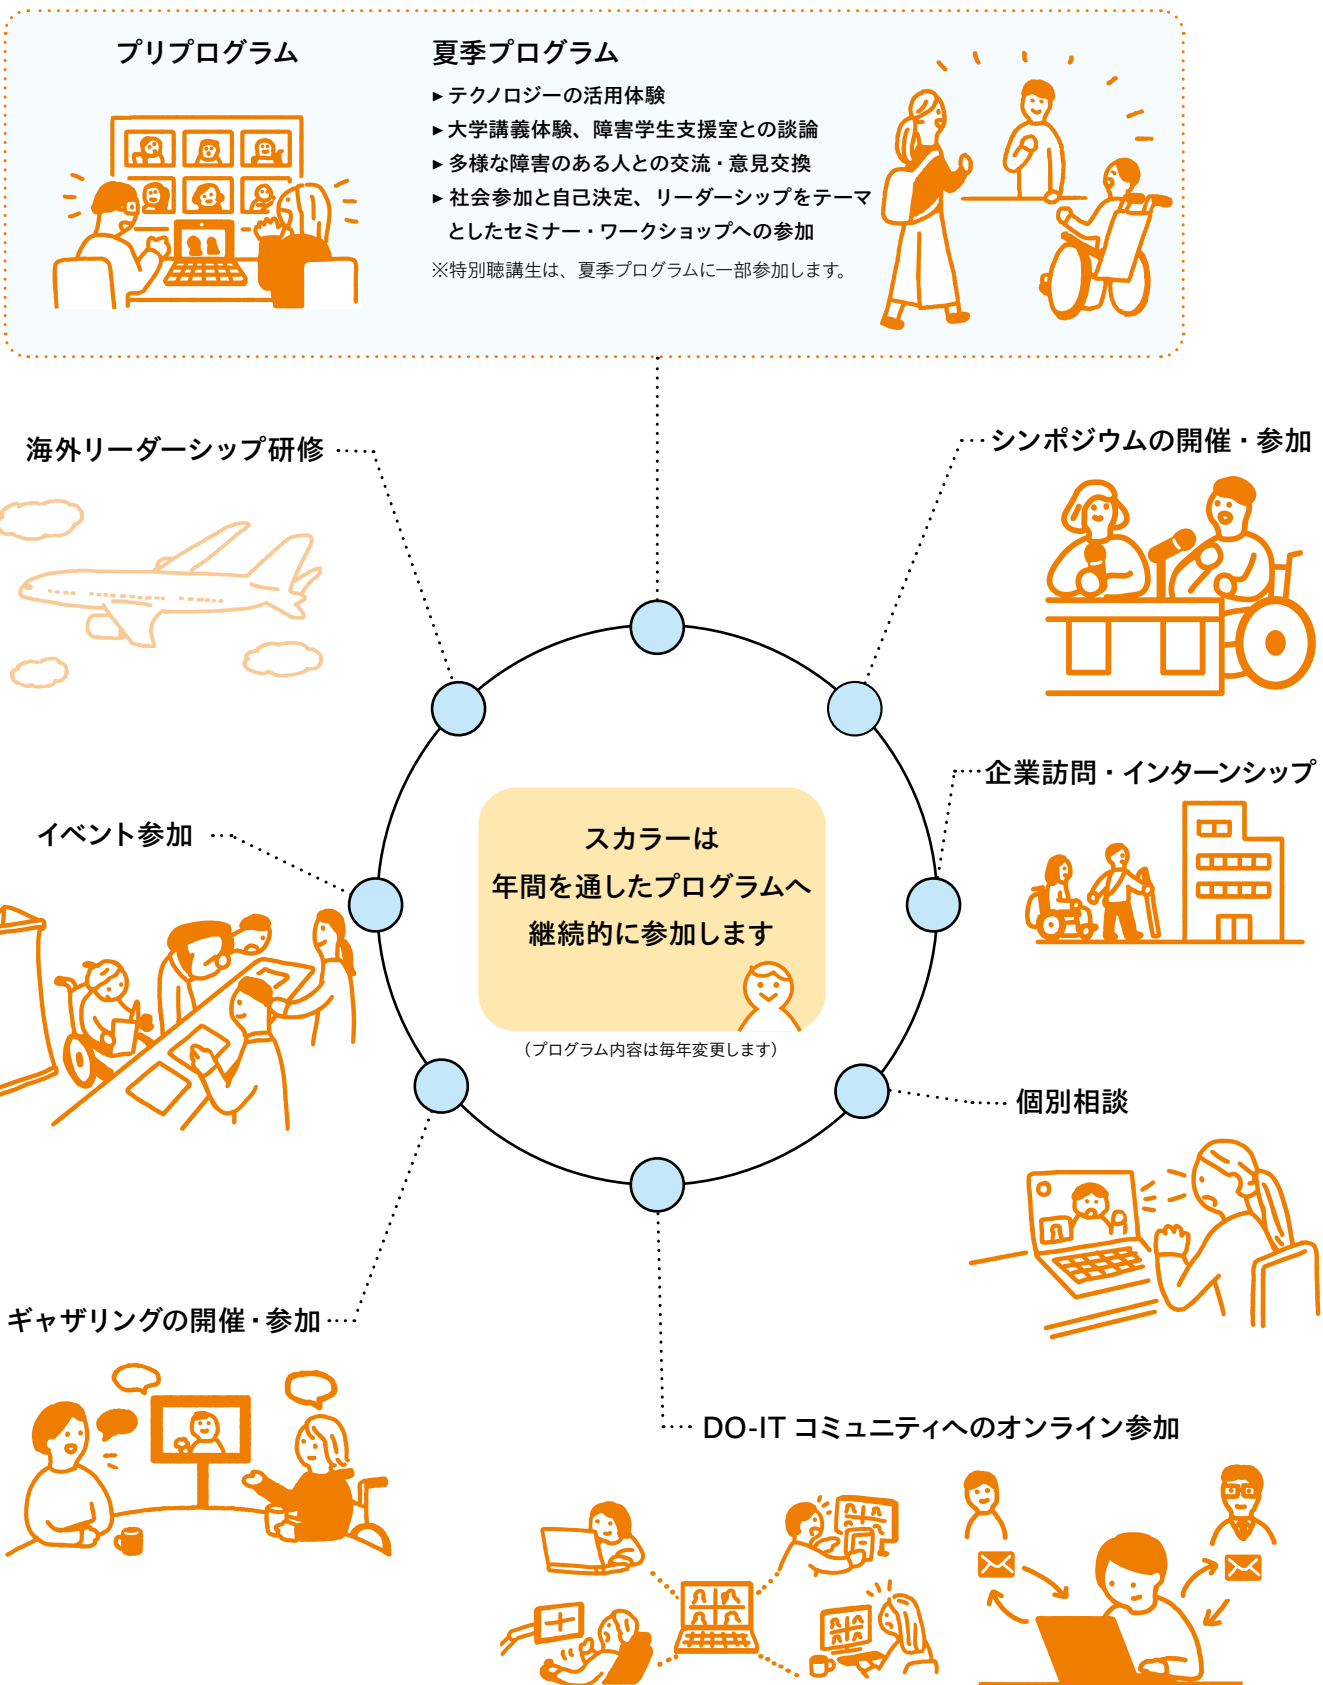 プリプログラム
夏季プログラム
▸ テクノロジーの活用体験
▸ 大学講義体験、障害学生支援室との談論
▸ 多様な障害のある人との交流・意見交換
▸ 社会参加と自己決定、リーダーシップをテーマ
としたセミナー・ワークショップへの参加
※特別聴講生は、夏季プログラムに一部参加します。
海外リーダーシップ研修
シンポジウムの開催・参加
企業訪問・インターンシップ
イベント参加
スカラーは
年間を通したプログラムへ
継続的に参加します
（プログラム内容は毎年変更します）
個別相談
ギャザリングの開催・参加
DO-IT コミュニティへのオンライン参加